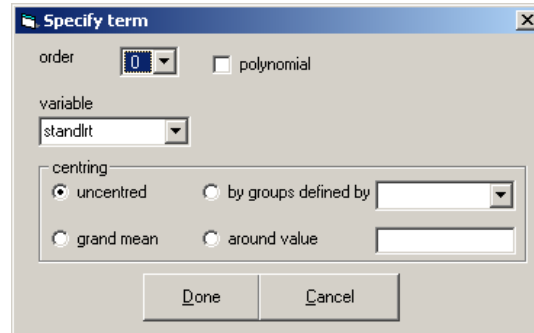 Specify term
order 0 polynomial
variable
standlrt
centring
uncentred by groups defined by
grand mean around value
Done Cancel